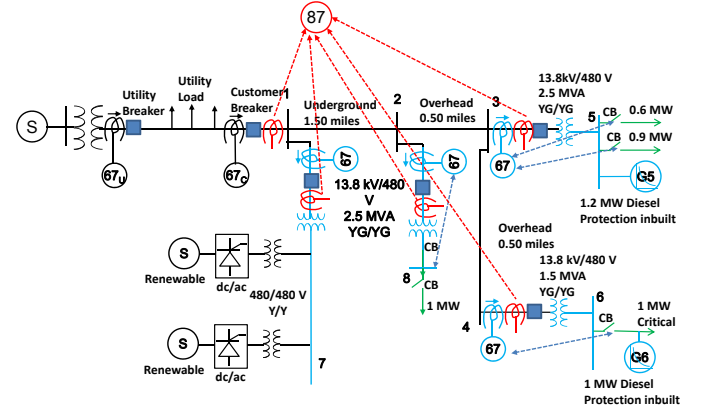 87
Utility
Breaker
Utility
Load
Customer
Breaker
1
Underground
1.50 miles
2
Overhead
0.50 miles
3
13.8kV/480 V
2.5 MVA
YG/YG
5
CB
0.6 MW
CB
0.9 MW
S
67U
67C
67
67
67
G5
1.2 MW Diesel
Protection inbuilt
13.8 kV/480
V
2.5 MVA
YG/YG
CB
8
CB
1 MW
Overhead
0.50 miles
13.8 kV/480 V
1.5 MVA
YG/YG
4
67
6
CB
1 MW
Critical
G6
1 MW Diesel
Protection inbuilt
S
Renewable
dc/ac
480/480 V
Y/Y
S
Renewable
dc/ac
7